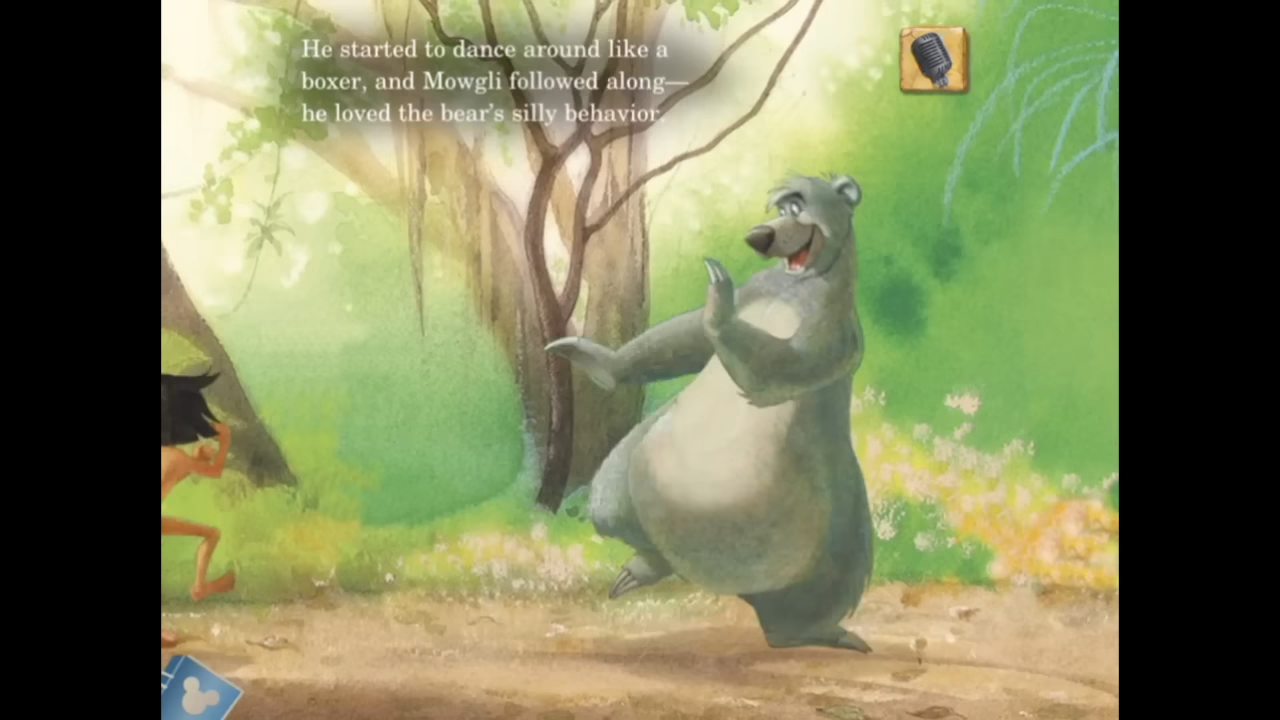 He started to dance around like a
boxer, and Mowgli followed along—
he loved the bear's silly behavior.